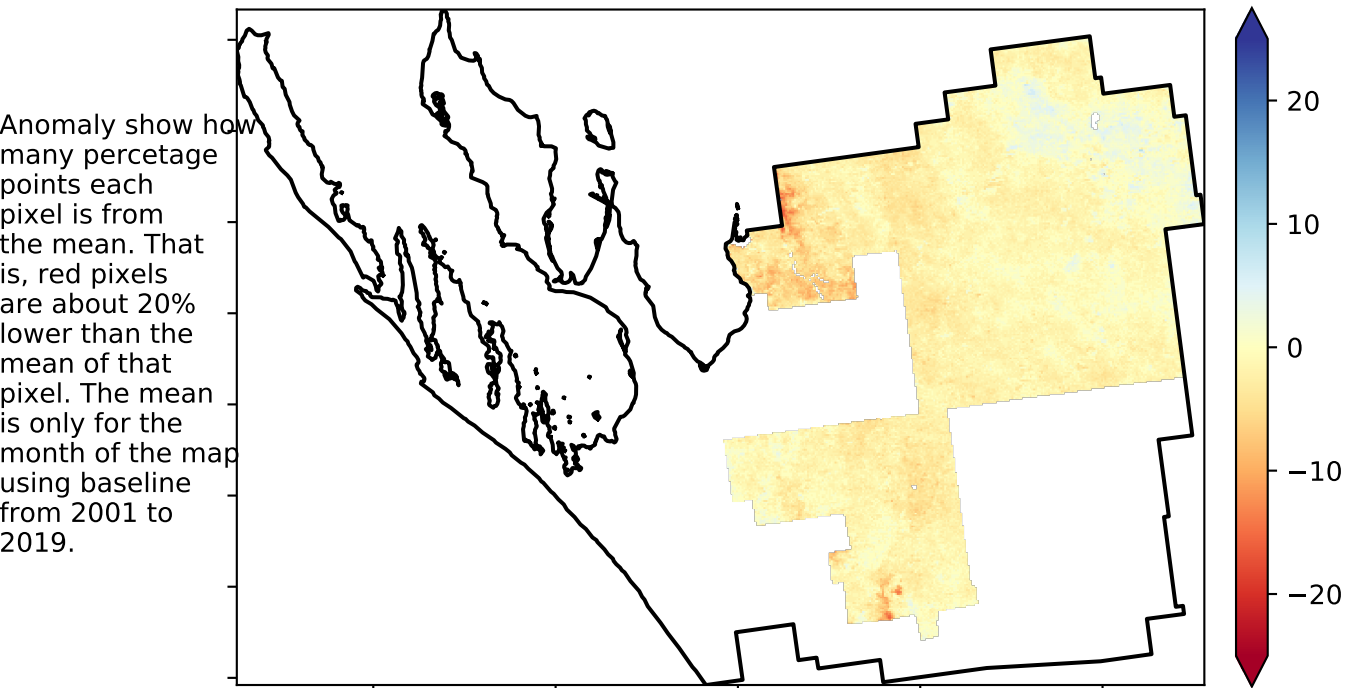 Anomaly show how
many percetage
points each
pixel is from
the mean. That
is, red pixels
are about 20%
lower than the
mean of that
pixel. The mean
is only for the
month of the map
using baseline
from 2001 to
2019.
20
10
0
−10
−20